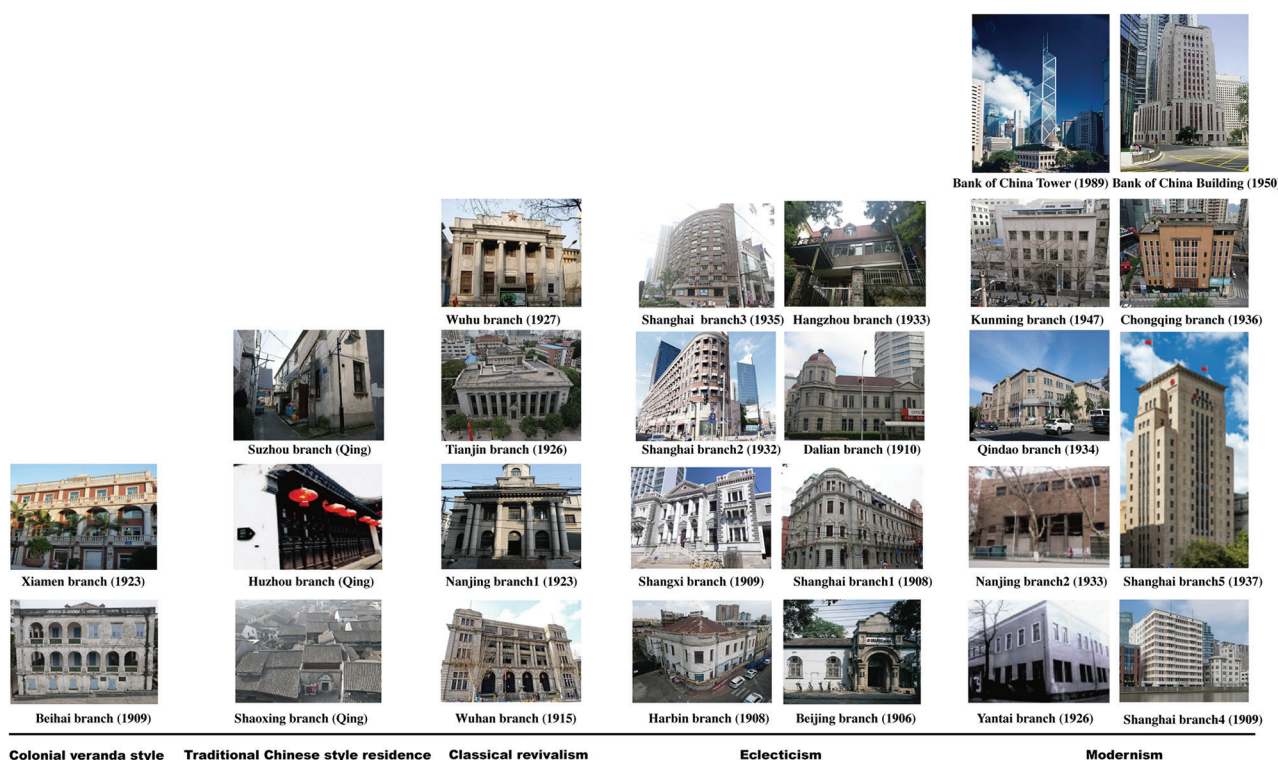 Bank of China Tower (1989) Bank of China Building (1950
Wuhu branch (1927) Shanghai branch3 (1935) Hangzhou branch (1933) Kunming branch (1947) Chongqing branch (1936)
Suzhou branch (Qing) Tianjin branch (1926) Shanghai branch2 (1932) Dalian branch (1910) Qindao branch (1934)
Xiamen branch (1923) Huzhou branch (Qing) Nanjing branch1 (1923) Shangxi branch (1909) Shanghai branch1 (1908) Nanjing branch2 (1933) Shanghai branch5 (1937)
Beihai branch (1909) Shaoxing branch (Qing) Wuhan branch (1915) Harbin branch (1908) Beijing branch (1906) Yantai branch (1926) Shanghai branch4 (1909)
Colonial veranda style Traditional Chinese style residence Classical revivalism Eclecticism Modernism